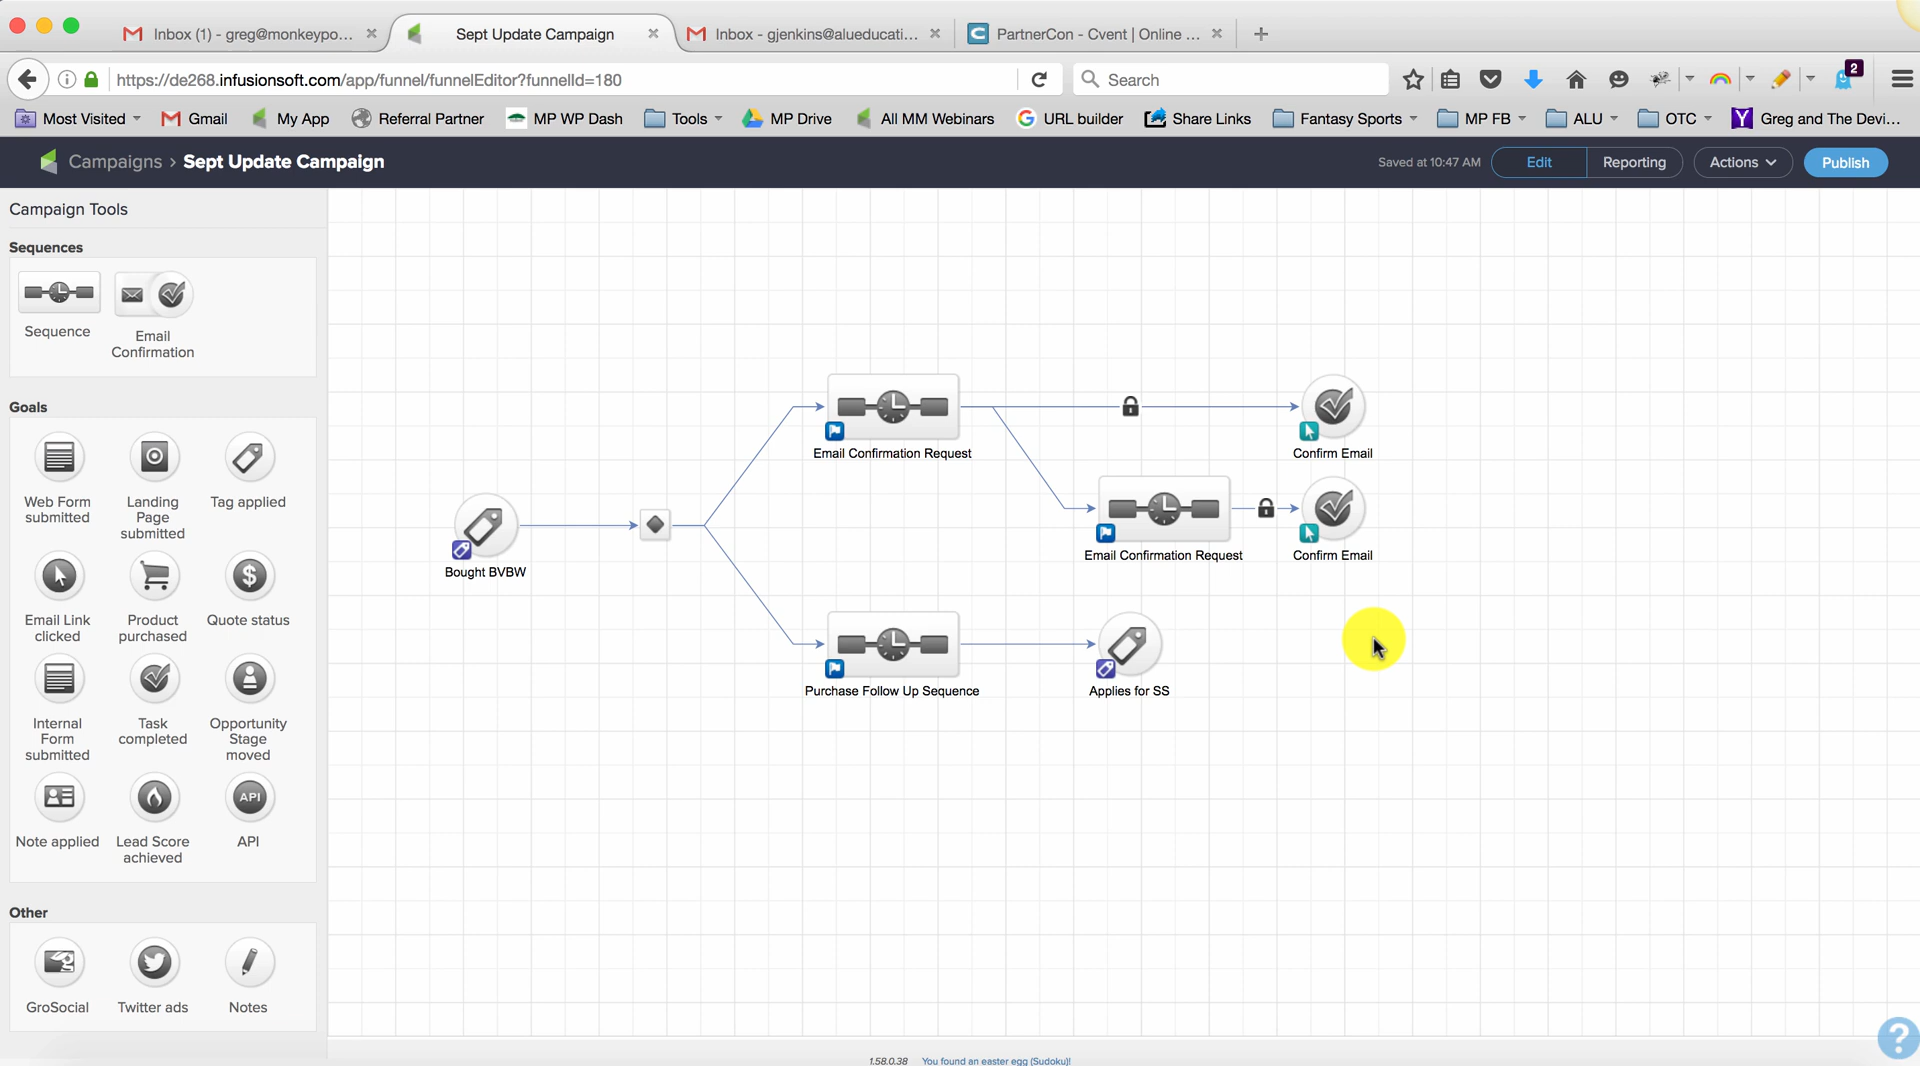 Inbox (1) - greg@monkeypo...
Sept Update Campaign
Inbox - gjenkins@alueducati...
PartnerCon - Cvent | Online ...
https://de268.infusionsoft.com/app/funnel/funnelEditor?funnelId=180
Search
2
Most Visited
Gmail
My App
Referral Partner
MP WP Dash
Tools
MP Drive
All MM Webinars
URL builder
Share Links
Fantasy Sports
MP FB
ALU
OTC
Greg and The Devi...
Campaigns › Sept Update Campaign
Saved at 10:47 AM
Edit
Reporting
Actions
Publish
Campaign Tools
Sequences
Sequence
Email
Confirmation
Goals
Web Form
submitted
Landing
Page
submitted
Tag applied
Email Link
clicked
Product
purchased
$
Quote status
Internal
Form
submitted
Task
completed
Opportunity
Stage
moved
Note applied
Lead Score
achieved
API
API
Other
GroSocial
Twitter ads
Notes
Bought BVBW
Email Confirmation Request
Confirm Email
Email Confirmation Request
Confirm Email
Purchase Follow Up Sequence
Applies for SS
1.58.0.38
You found an easter egg (Sudoku)!
?